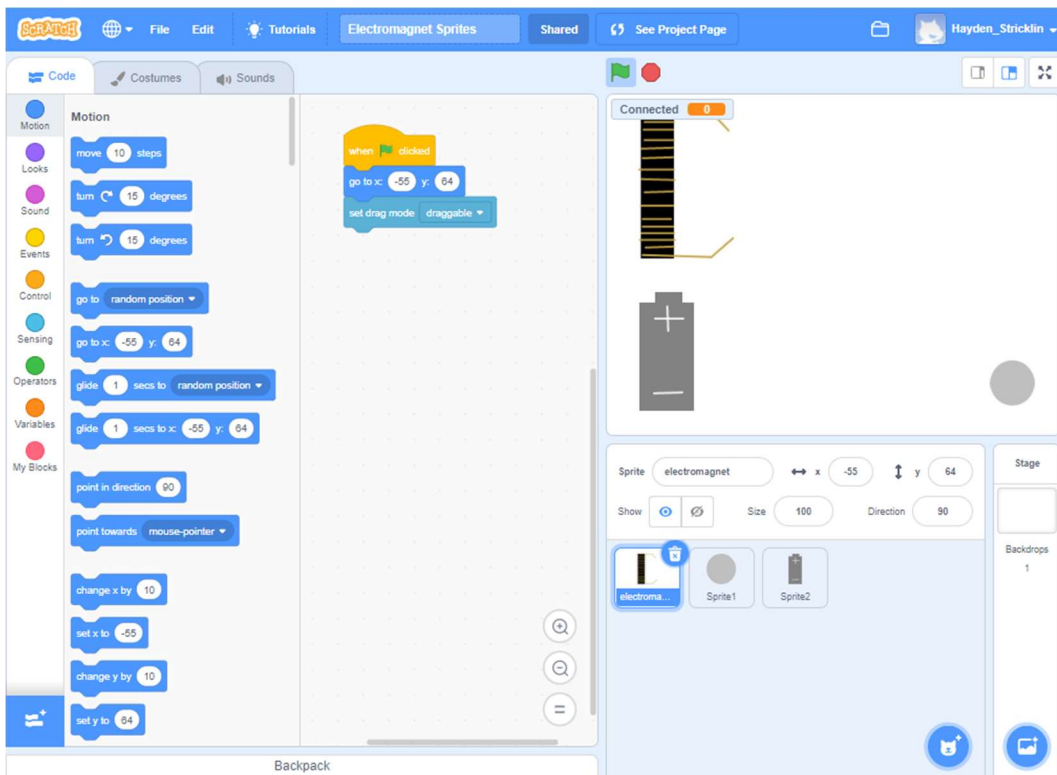 SCRATCH File Edit Tutorials Electromagnet Sprites Shared See Project Page Hayden_Stricklin
Code Costumes Sounds
Motion
Looks
Sound
Events
Control
Sensing
Operators
Variables
My Blocks
Motion
move 10 steps
turn 15 degrees
turn 15 degrees
go to random position
go to x: -55 y: 64
glide 1 secs to random position
glide 1 secs to x: -55 y: 64
point in direction 90
point towards mouse-pointer
change x by 10
set x to -55
change y by 10
set y to 64
when clicked
go to x: -55 y: 64
set drag mode draggable
Backpack
Connected 0
+
−
Sprite electromagnet x -55 y 64
Show Size 100 Direction 90
electroma... Sprite1 Sprite2
Stage
Backdrops
1